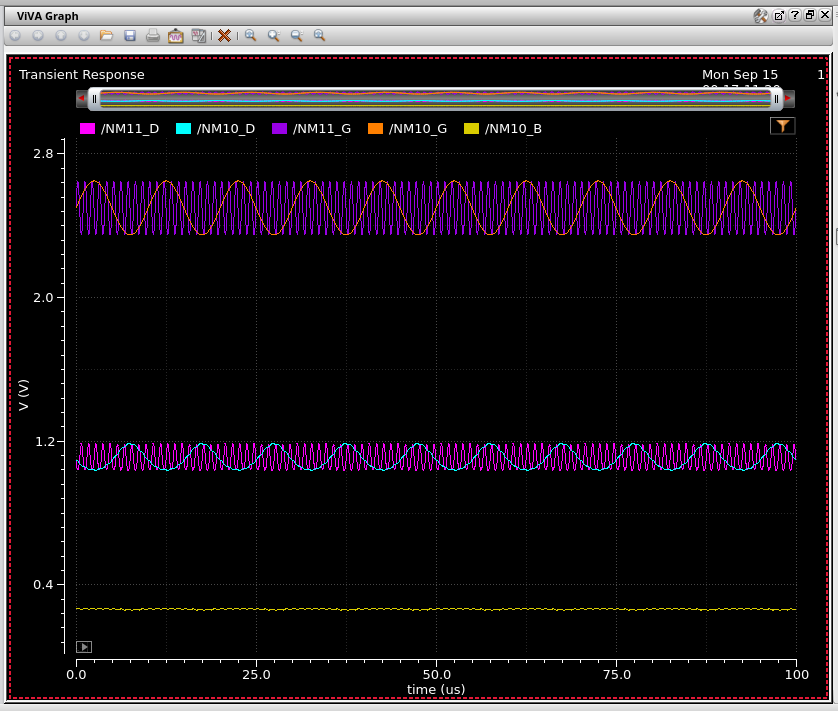 ViVA Graph
Transient Response
Mon Sep 15
1
/NM11_D /NM10_D /NM11_G /NM10_G /NM10_B
2.8
2.0
V (V)
1.2
0.4
0.0 25.0 50.0 75.0 100
time (us)